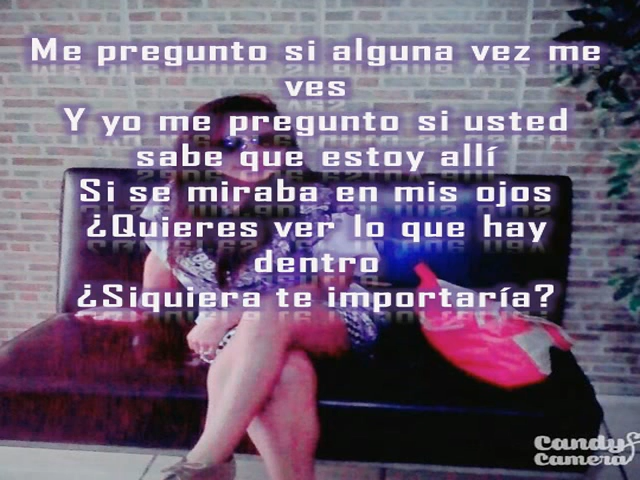 Me pregunto si alguna vez me
ves
Y yo me pregunto si usted
sabe que estoy allí
Si se miraba en mis ojos
¿Quieres ver lo que hay
dentro
¿Siquiera te importaría?
Candy
Camera